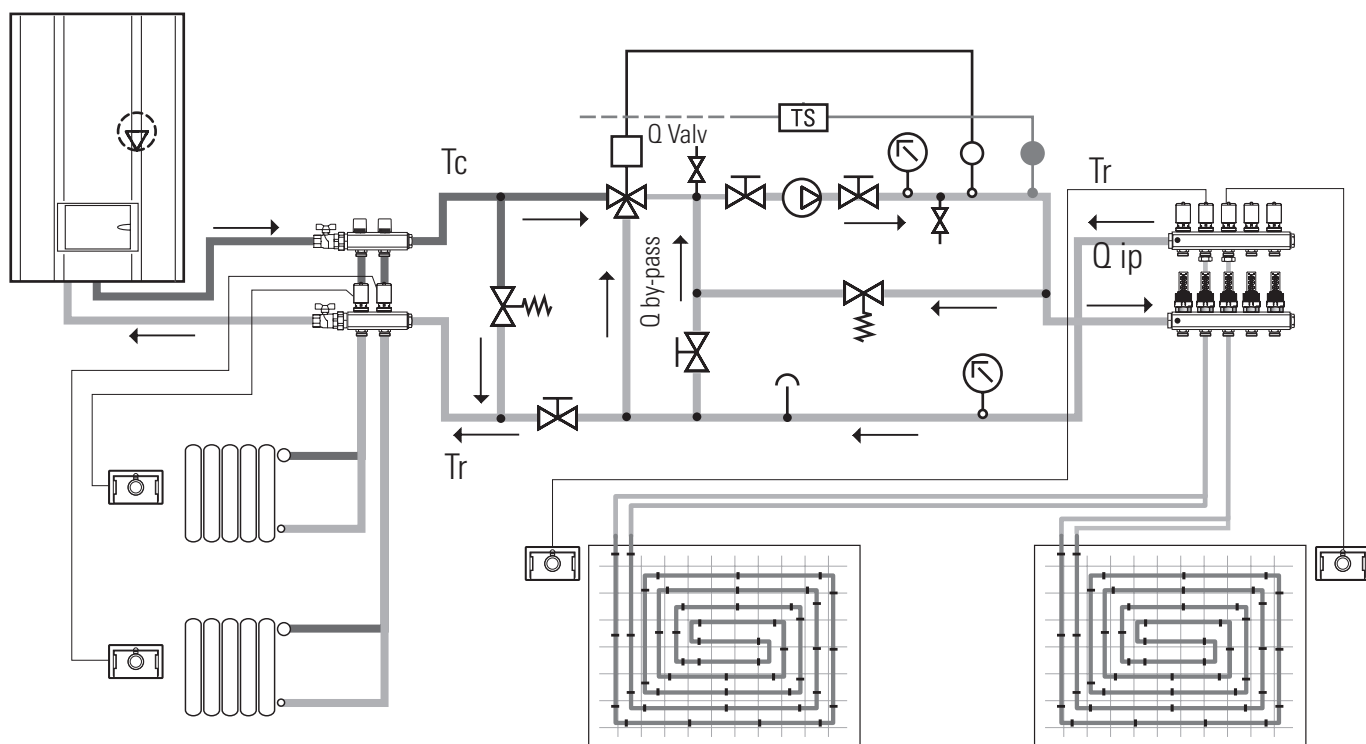 TS
Q Valv
Tc
Tr
Q by-pass
Q ip
Tr